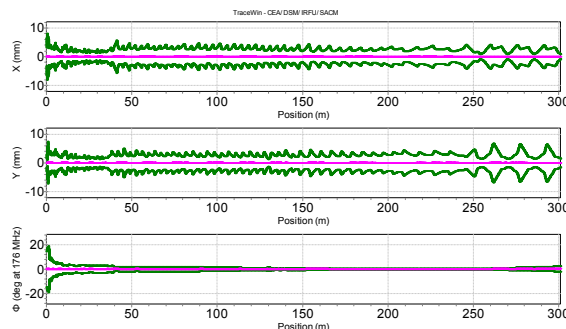 TraceWin - CEA/ DSM/ IRFU/ SACM
10
0
-10
X (mm)
0 50 100 150 200 250 300
Position (m)
10
0
-10
Y (mm)
0 50 100 150 200 250 300
Position (m)
20
0
-20
Φ (deg at 176 MHz)
0 50 100 150 200 250 300
Position (m)